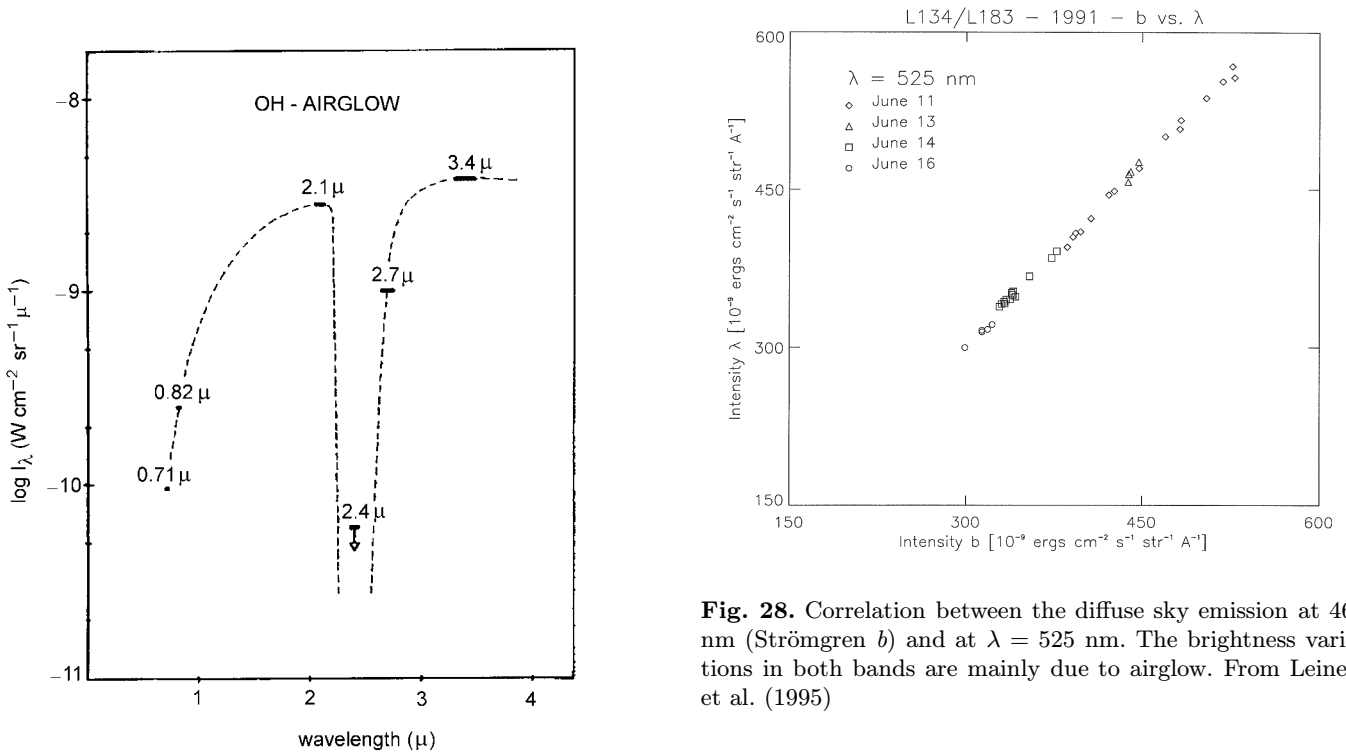 OH - AIRGLOW
−8
−9
−10
−11
log Iλ (W cm−2 sr−1 μ−1)
0.71 μ
0.82 μ
2.1 μ
2.4 μ
2.7 μ
3.4 μ
1
2
3
4
wavelength (μ)
L134/L183 − 1991 − b vs. λ
600
450
300
150
Intensity λ [10−9 ergs cm−2 s−1 str−1 A−1]
λ = 525 nm
June 11
June 13
June 14
June 16
150
300
450
600
Intensity b [10−9 ergs cm−2 s−1 str−1 A−1]
Fig. 28. Correlation between the diffuse sky emission at
nm (Strömgren b) and at λ = 525 nm. The brightness vari
tions in both bands are mainly due to airglow. From Leine
et al. (1995)